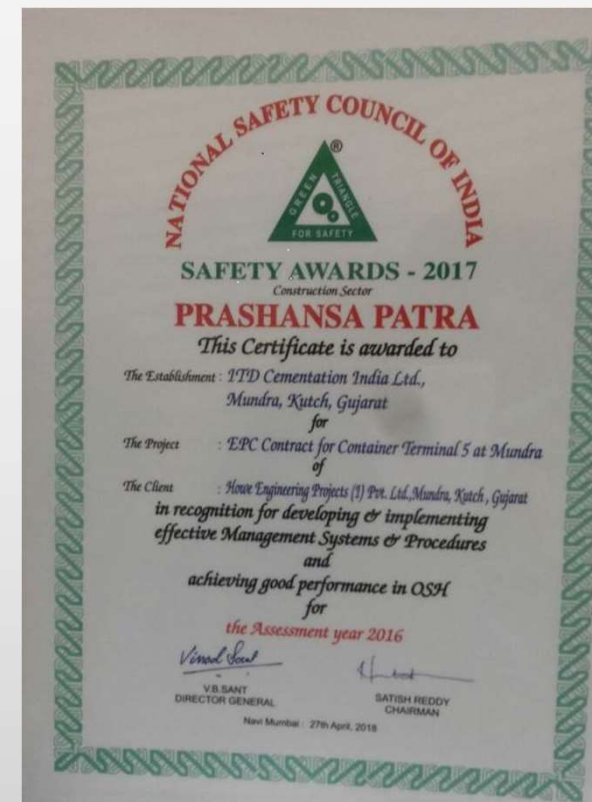 NATIONAL SAFETY COUNCIL OF INDIA
®
GREEN TRIANGLE
FOR SAFETY
SAFETY AWARDS - 2017
Construction Sector
PRASHANSA PATRA
This Certificate is awarded to
The Establishment : ITD Cementation India Ltd.,
Mundra, Kutch, Gujarat
for
The Project : EPC Contract for Container Terminal 5 at Mundra
of
The Client : Howe Engineering Projects (I) Pvt. Ltd.,Mundra, Kutch , Gujarat
in recognition for developing & implementing
effective Management Systems & Procedures
and
achieving good performance in OSH
for
the Assessment year 2016
V.B.SANT
DIRECTOR GENERAL
SATISH REDDY
CHAIRMAN
Navi Mumbai : 27th April, 2018